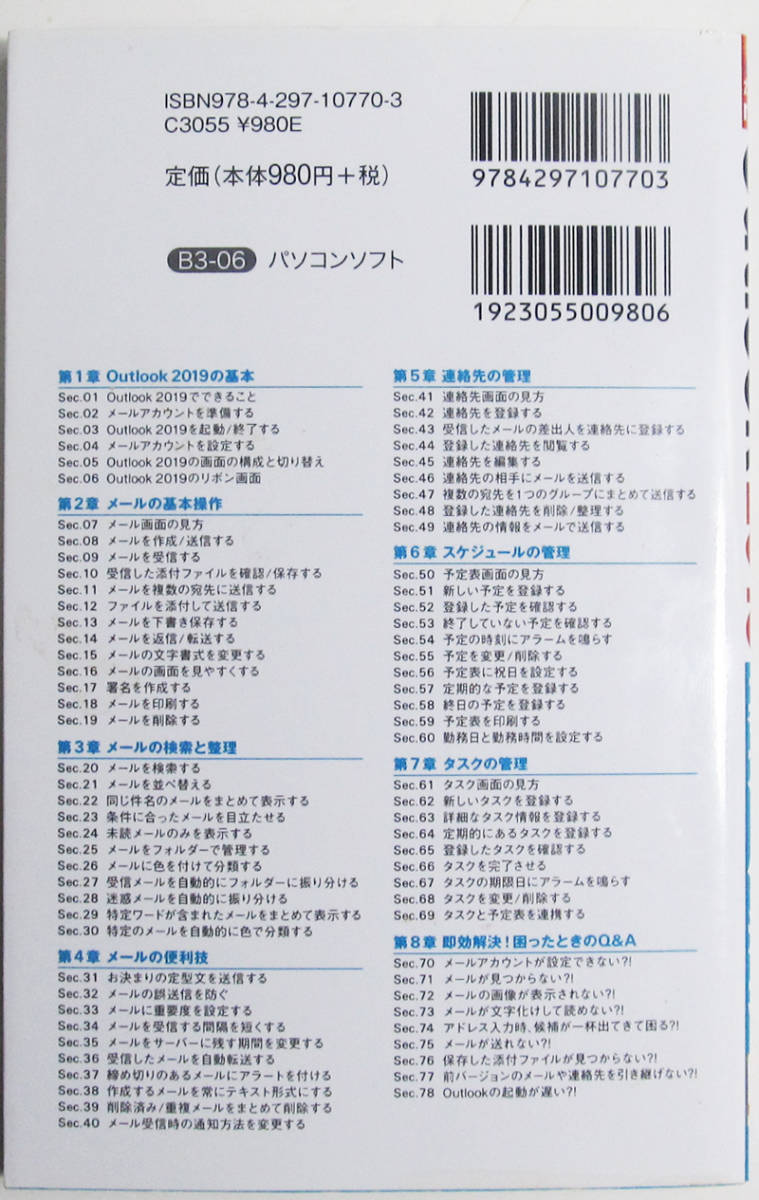 ISBN978-4-297-10770-3
C3055 ¥980E
定価(本体980円+税)
9784297107703
B3-06 パソコンソフト
1923055009806
第1章 Outlook 2019の基本
Sec.01 Outlook 2019でできること
Sec.02 メールアカウントを準備する
Sec.03 Outlook 2019を起動/終了する
Sec.04 メールアカウントを設定する
Sec.05 Outlook 2019の画面の構成と切り替え
Sec.06 Outlook 2019のリボン画面
第2章 メールの基本操作
Sec.07 メール画面の見方
Sec.08 メールを作成/送信する
Sec.09 メールを受信する
Sec.10 受信した添付ファイルを確認/保存する
Sec.11 メールを複数の宛先に送信する
Sec.12 ファイルを添付して送信する
Sec.13 メールを下書き保存する
Sec.14 メールを返信/転送する
Sec.15 メールの文字書式を変更する
Sec.16 メールの画面を見やすくする
Sec.17 署名を作成する
Sec.18 メールを印刷する
Sec.19 メールを削除する
第3章 メールの検索と整理
Sec.20 メールを検索する
Sec.21 メールを並べ替える
Sec.22 同じ件名のメールをまとめて表示する
Sec.23 条件に合ったメールを目立たせる
Sec.24 未読メールのみを表示する
Sec.25 メールをフォルダーで管理する
Sec.26 メールに色を付けて分類する
Sec.27 受信メールを自動的にフォルダーに振り分ける
Sec.28 迷惑メールを自動的に振り分ける
Sec.29 特定ワードが含まれたメールをまとめて表示する
Sec.30 特定のメールを自動的に色で分類する
第4章 メールの便利技
Sec.31 お決まりの定型文を送信する
Sec.32 メールの誤送信を防ぐ
Sec.33 メールに重要度を設定する
Sec.34 メールを受信する間隔を短くする
Sec.35 メールをサーバーに残す期間を変更する
Sec.36 受信したメールを自動転送する
Sec.37 締め切りのあるメールにアラートを付ける
Sec.38 作成するメールを常にテキスト形式にする
Sec.39 削除済み/重複メールをまとめて削除する
Sec.40 メール受信時の通知方法を変更する
第5章 連絡先の管理
Sec.41 連絡先画面の見方
Sec.42 連絡先を登録する
Sec.43 受信したメールの差出人を連絡先に登録する
Sec.44 登録した連絡先を閲覧する
Sec.45 連絡先を編集する
Sec.46 連絡先の相手にメールを送信する
Sec.47 複数の宛先を1つのグループにまとめて送信する
Sec.48 登録した連絡先を削除/整理する
Sec.49 連絡先の情報をメールで送信する
第6章 スケジュールの管理
Sec.50 予定表画面の見方
Sec.51 新しい予定を登録する
Sec.52 登録した予定を確認する
Sec.53 終了していない予定を確認する
Sec.54 予定の時刻にアラームを鳴らす
Sec.55 予定を変更/削除する
Sec.56 予定表に祝日を設定する
Sec.57 定期的な予定を登録する
Sec.58 終日の予定を登録する
Sec.59 予定表を印刷する
Sec.60 勤務日と勤務時間を設定する
第7章 タスクの管理
Sec.61 タスク画面の見方
Sec.62 新しいタスクを登録する
Sec.63 詳細なタスク情報を登録する
Sec.64 定期的にあるタスクを登録する
Sec.65 登録したタスクを確認する
Sec.66 タスクを完了させる
Sec.67 タスクの期限日にアラームを鳴らす
Sec.68 タスクを変更/削除する
Sec.69 タスクと予定表を連携する
第8章 即効解決!困ったときのQ&A
Sec.70 メールアカウントが設定できない?!
Sec.71 メールが見つからない?!
Sec.72 メールの画像が表示されない?!
Sec.73 メールが文字化けして読めない?!
Sec.74 アドレス入力時、候補が一杯出てきて困る?!
Sec.75 メールが送れない?!
Sec.76 保存した添付ファイルが見つからない?!
Sec.77 前バージョンのメールや連絡先を引き継げない?!
Sec.78 Outlookの起動が遅い?!